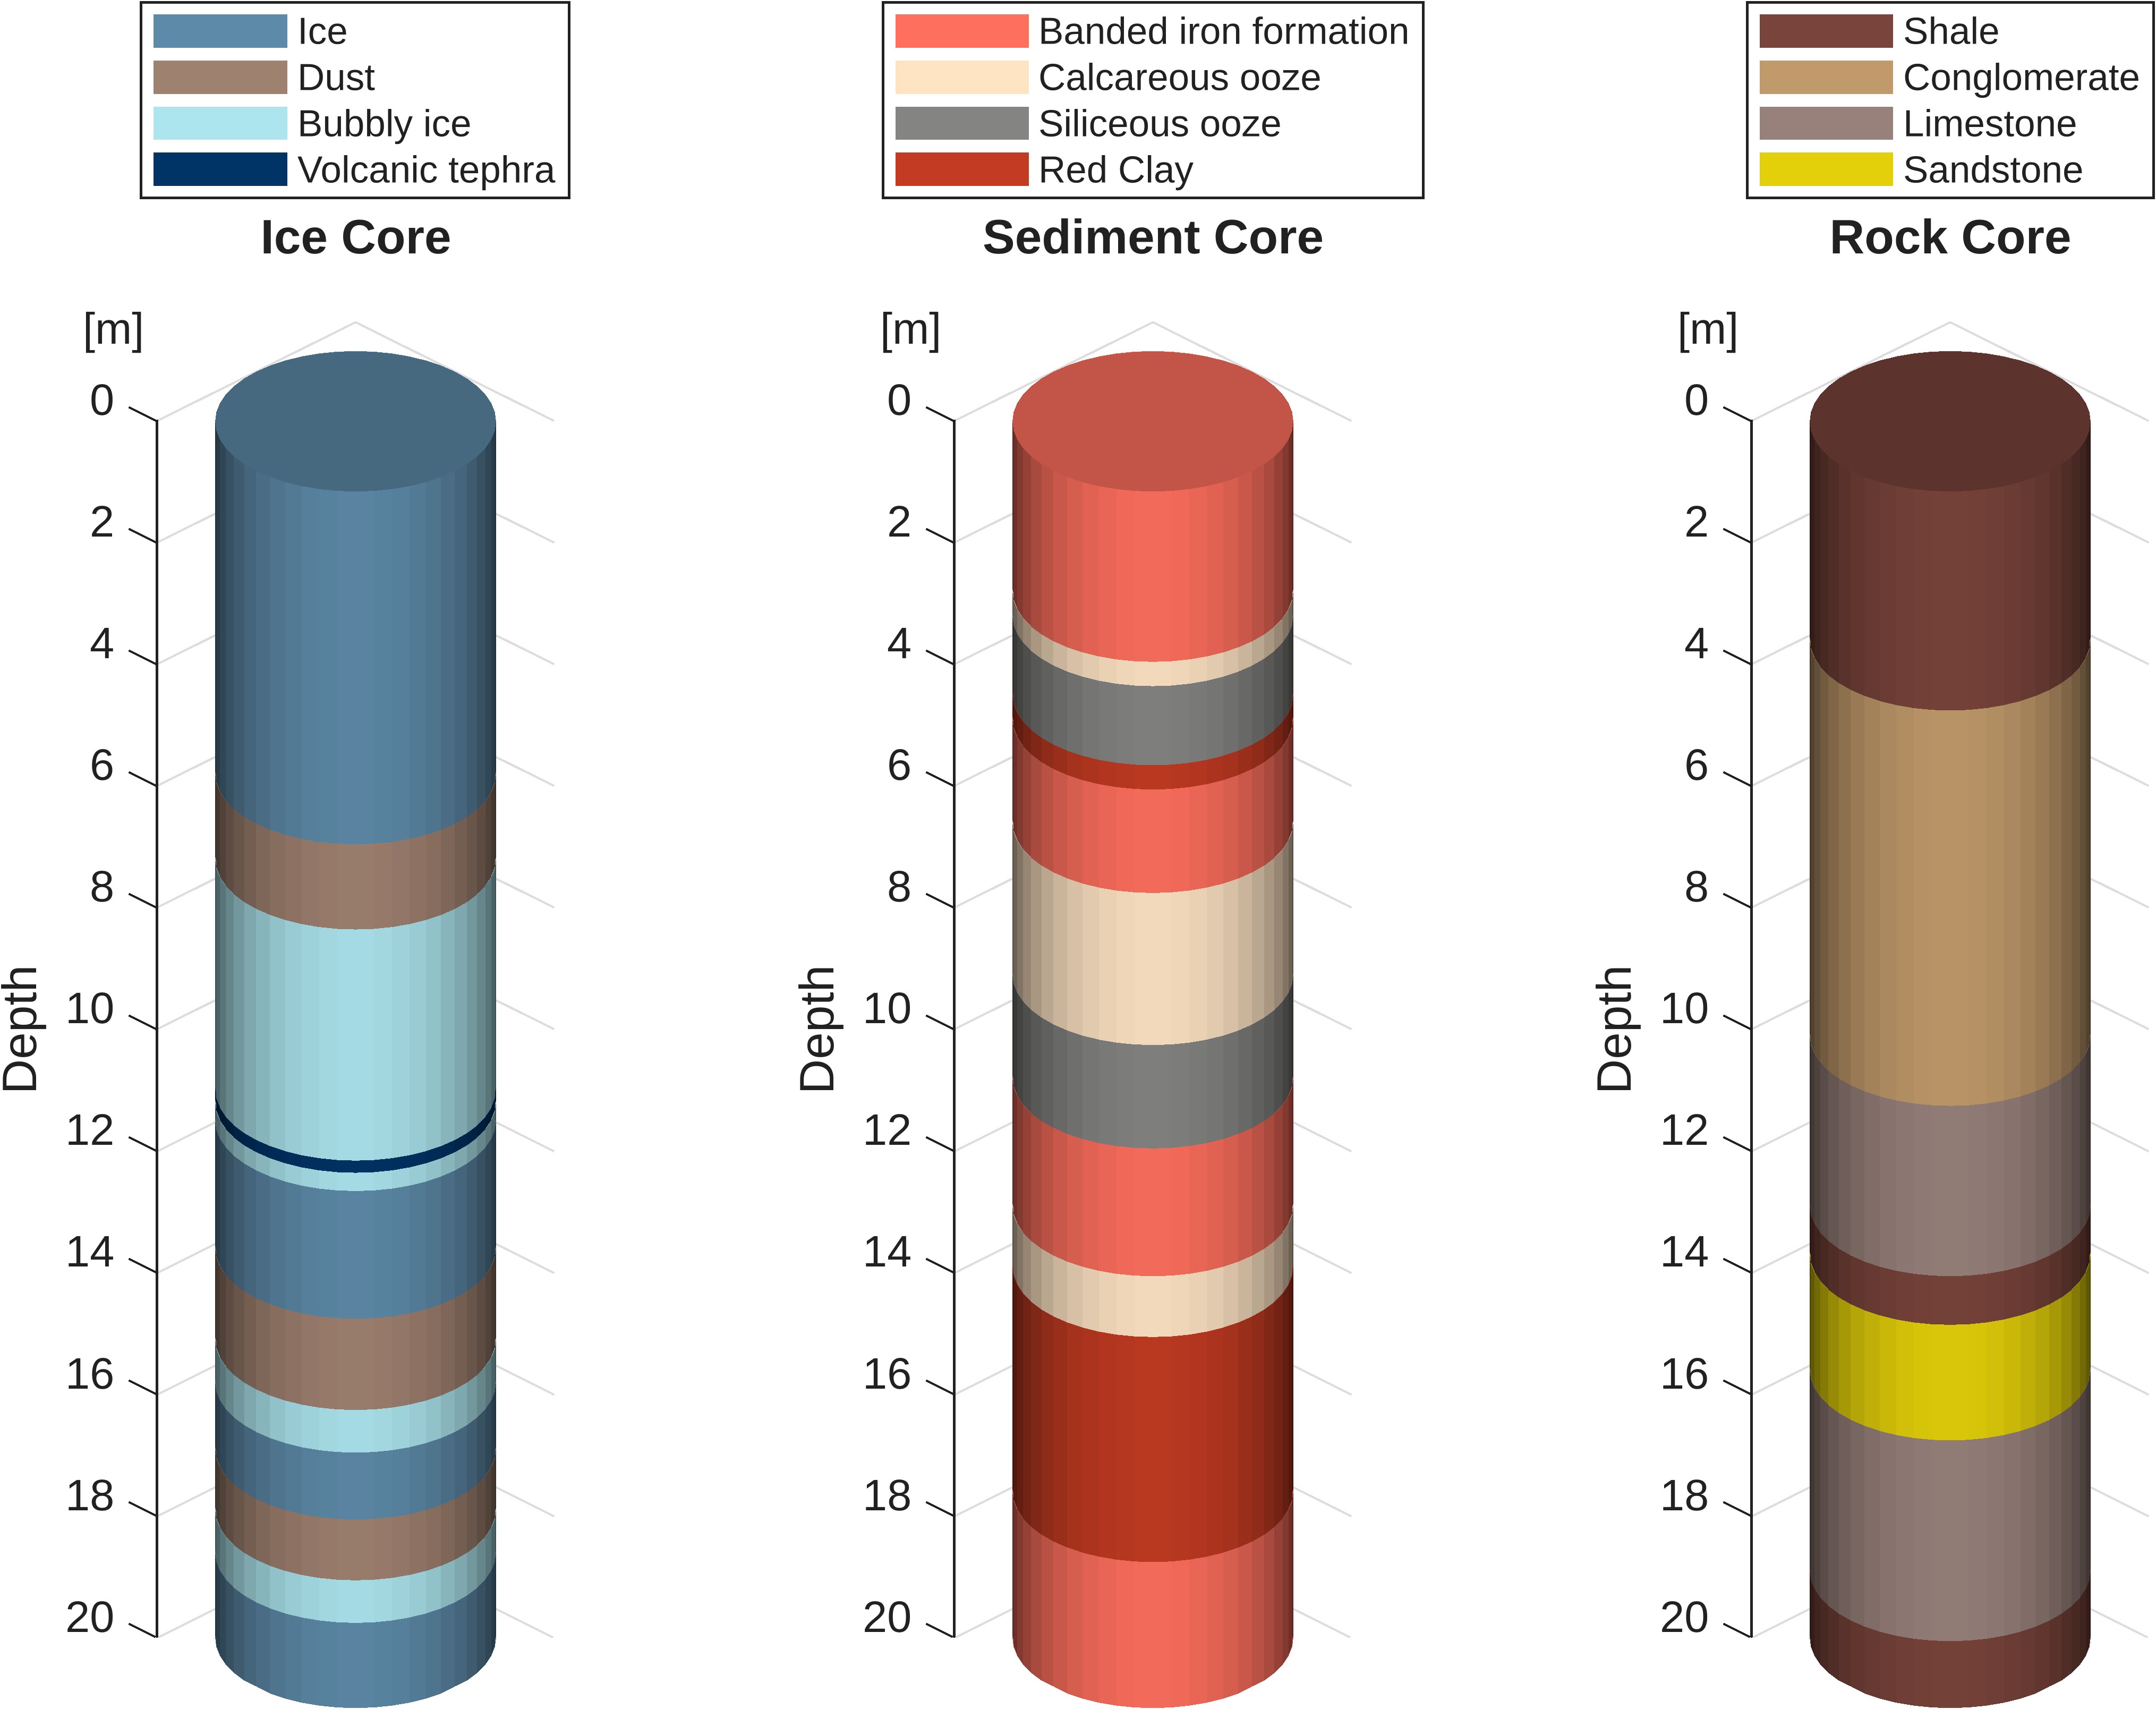 Ice
Dust
Bubbly ice
Volcanic tephra
Ice Core
[m]
0
2
4
6
8
10
12
14
16
18
20
Depth
Banded iron formation
Calcareous ooze
Siliceous ooze
Red Clay
Sediment Core
[m]
0
2
4
6
8
10
12
14
16
18
20
Depth
Shale
Conglomerate
Limestone
Sandstone
Rock Core
[m]
0
2
4
6
8
10
12
14
16
18
20
Depth